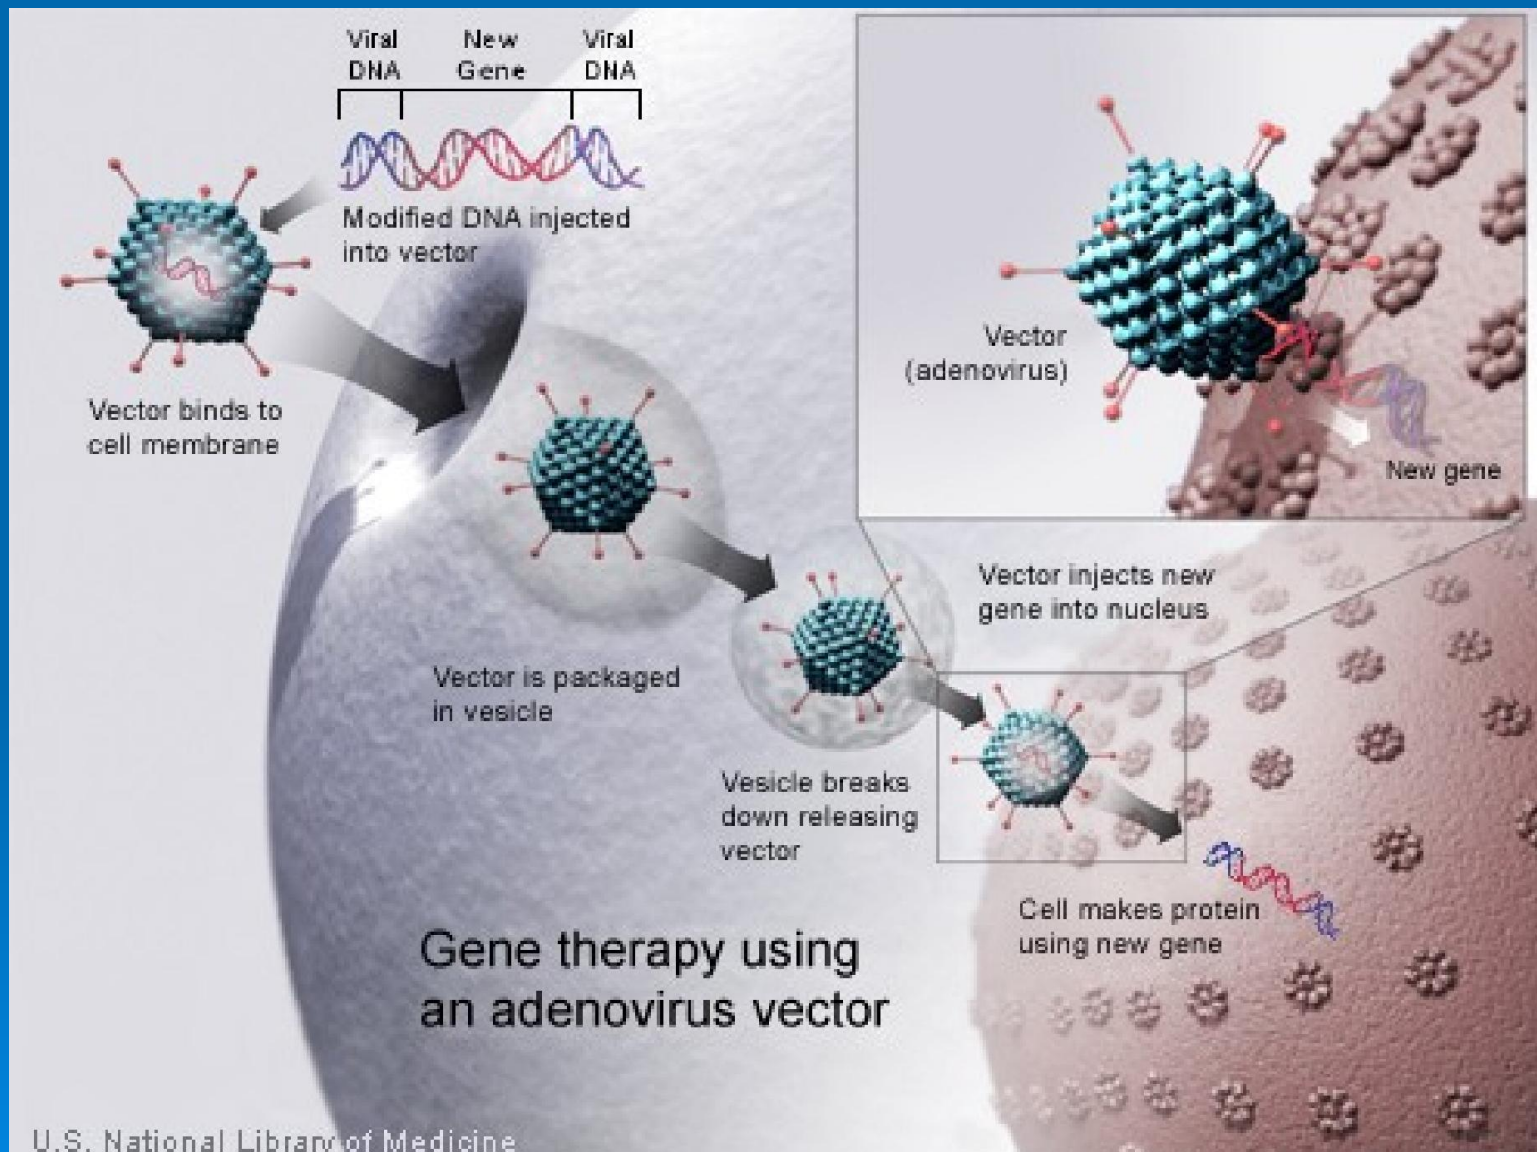 Viral
DNA
New
Gene
Viral
DNA
Modified DNA injected
into vector
Vector binds to
cell membrane
Vector
(adenovirus)
New gene
Vector injects new
gene into nucleus
Vector is packaged
in vesicle
Vesicle breaks
down releasing
vector
Cell makes protein
using new gene
Gene therapy using
an adenovirus vector
U.S. National Library of Medicine